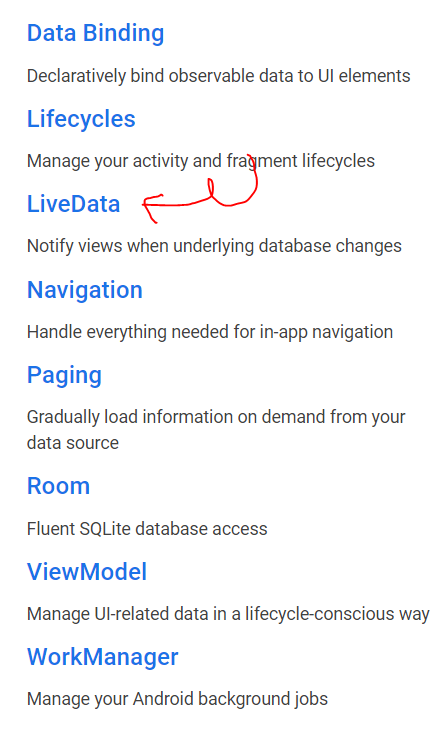 Data Binding
Declaratively bind observable data to UI elements
Lifecycles
Manage your activity and fragment lifecycles
LiveData
Notify views when underlying database changes
Navigation
Handle everything needed for in-app navigation
Paging
Gradually load information on demand from your
data source
Room
Fluent SQLite database access
ViewModel
Manage UI-related data in a lifecycle-conscious way
WorkManager
Manage your Android background jobs